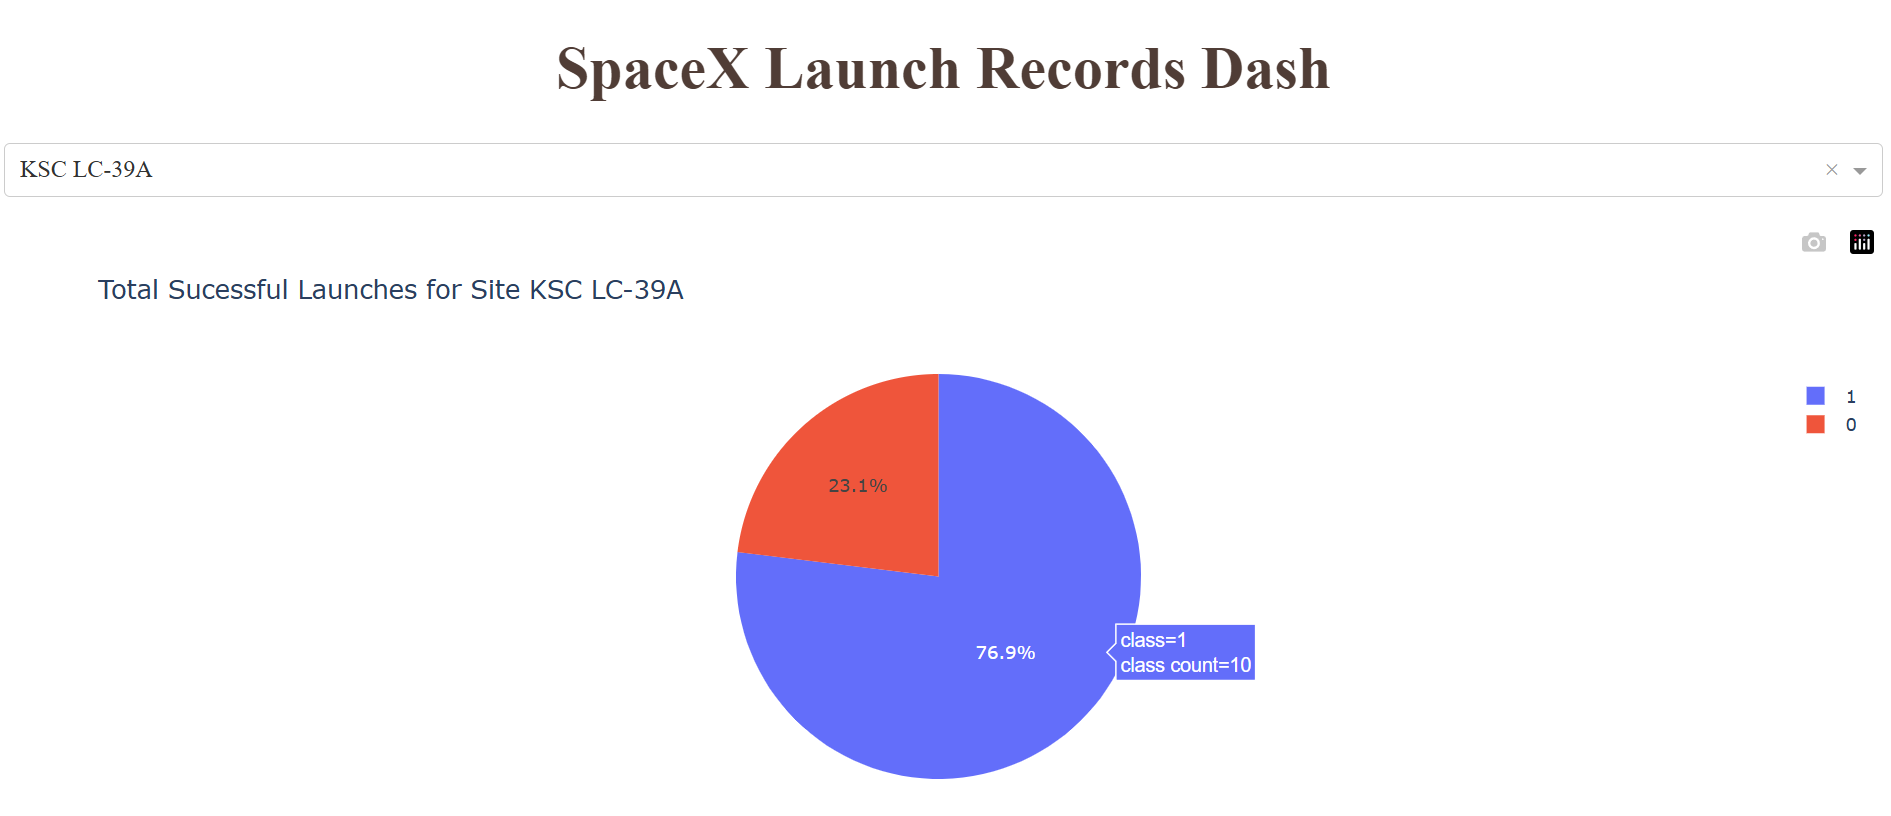 SpaceX Launch Records Dash
KSC LC-39A
Total Sucessful Launches for Site KSC LC-39A
1
0
23.1%
76.9%
class=1
class count=10